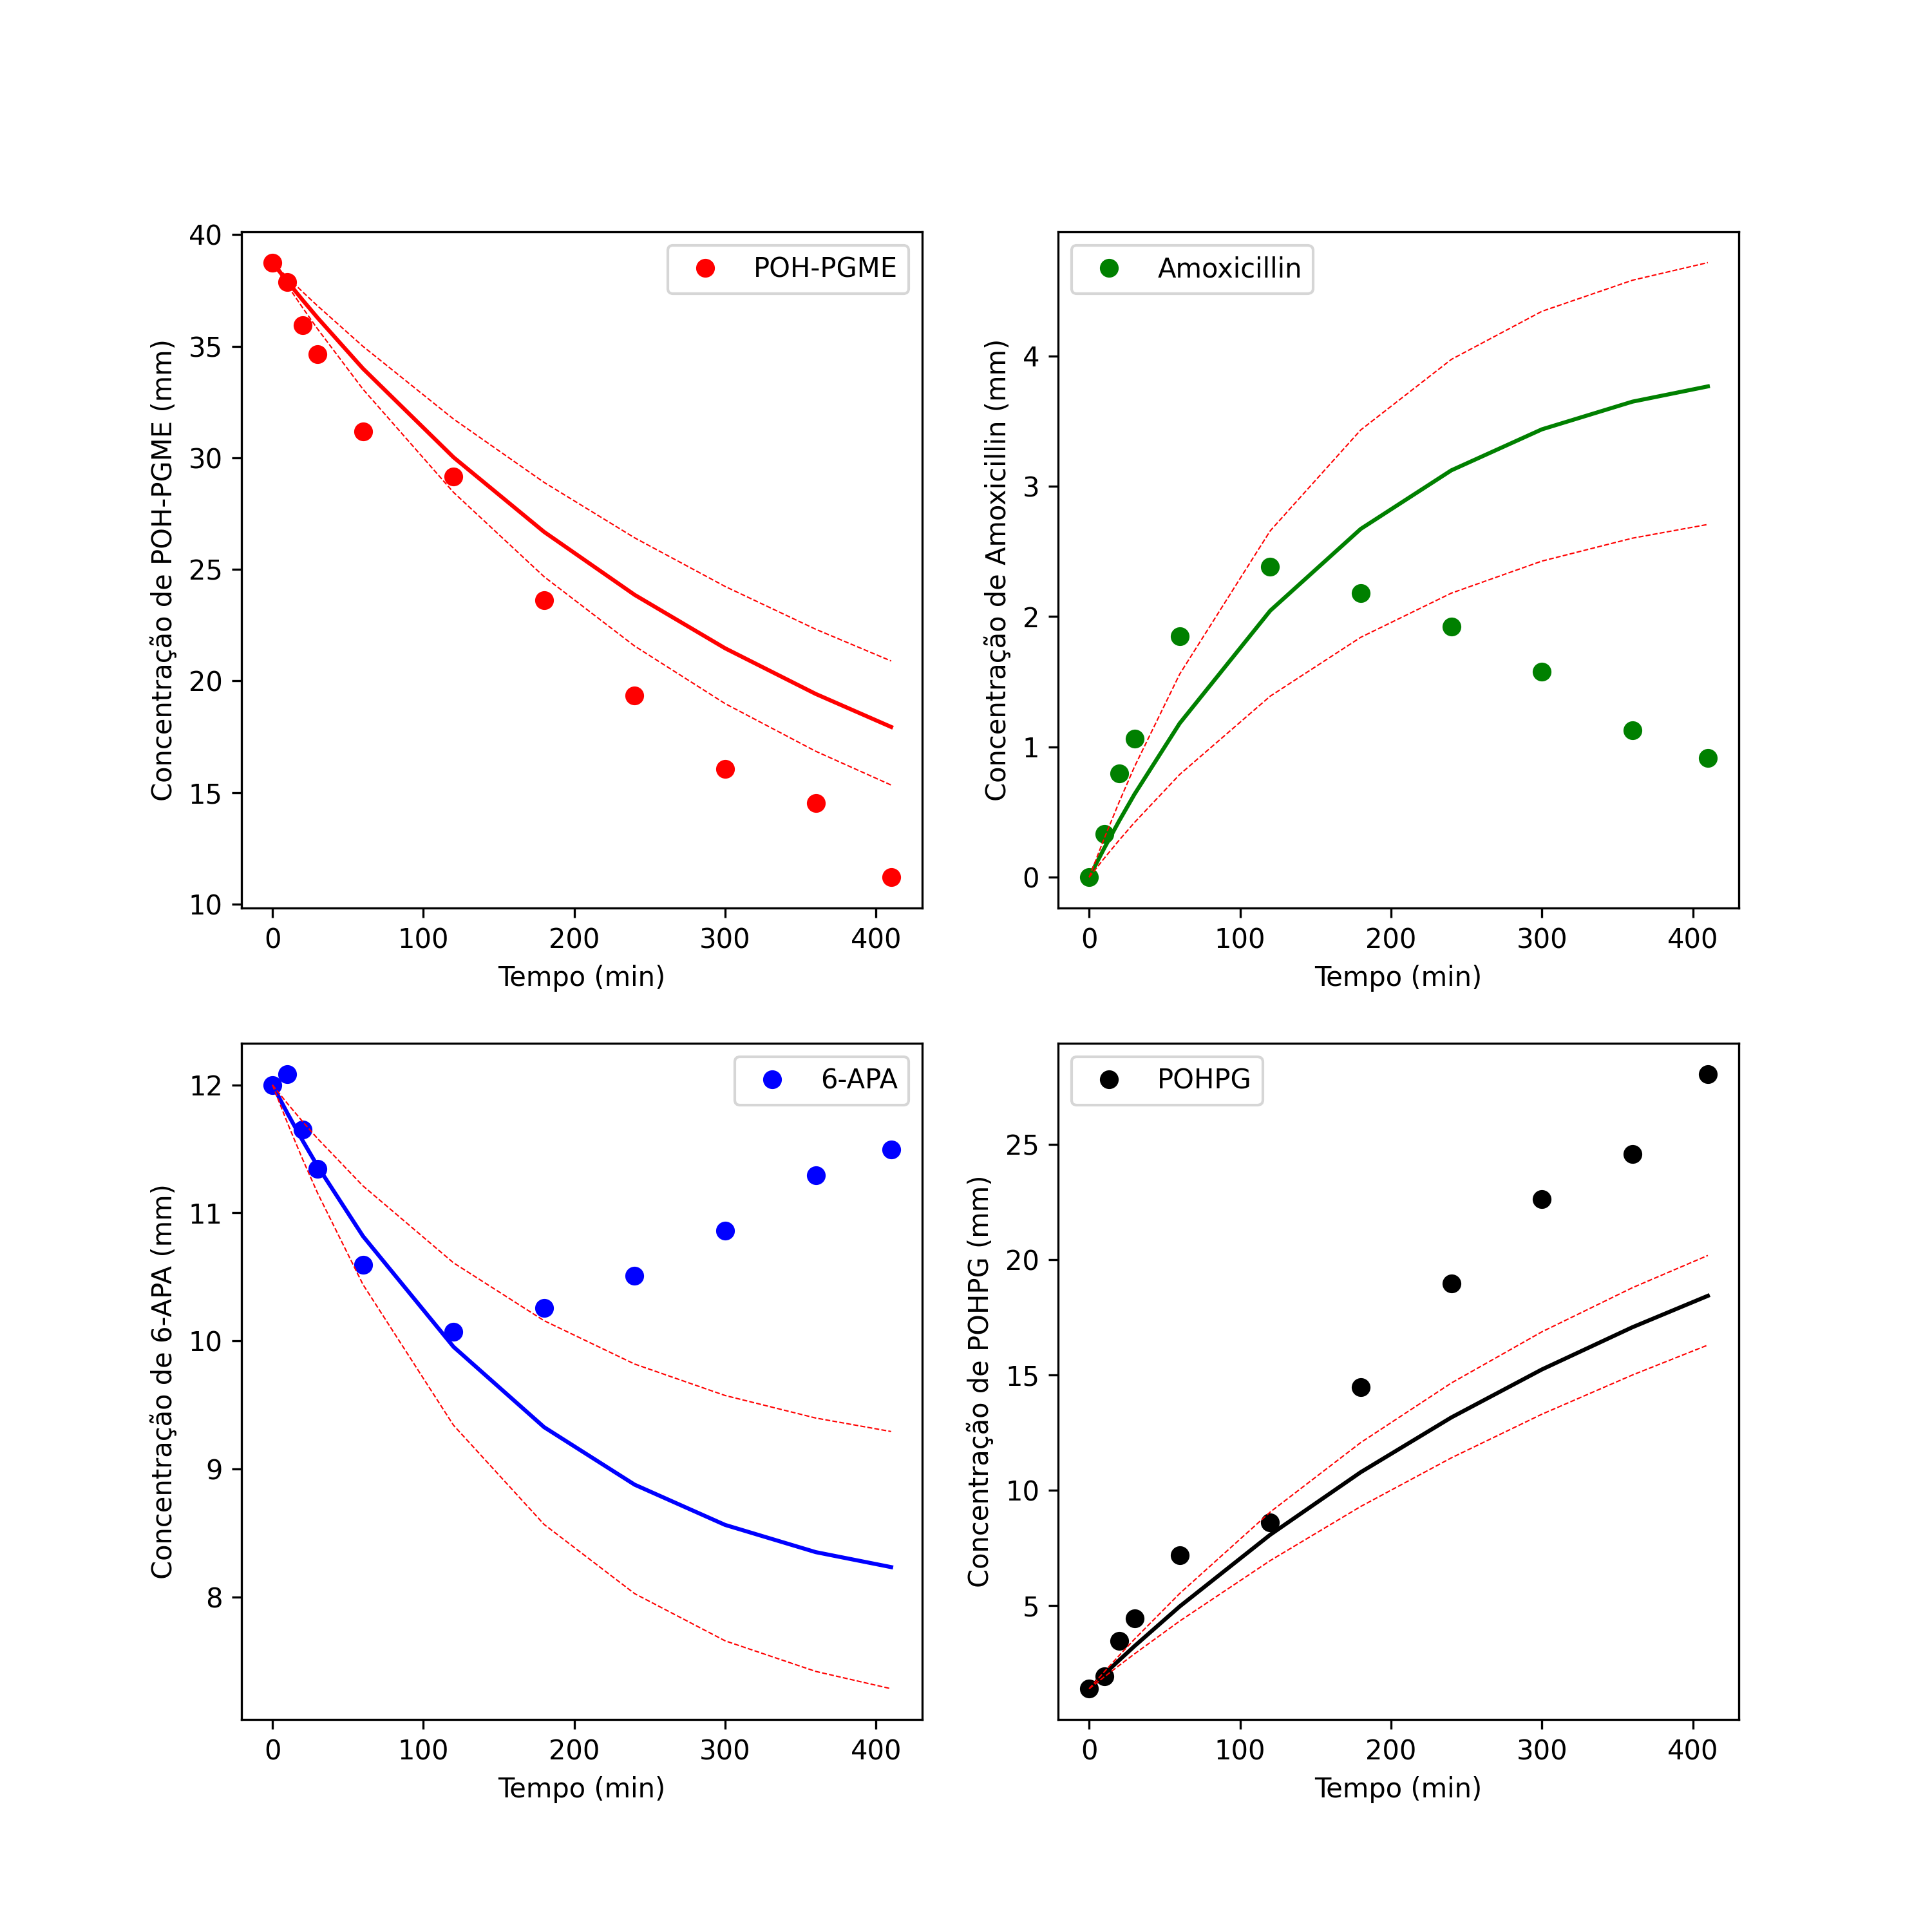 POH-PGME
Concentração de POH-PGME (mm)
40
35
30
25
20
15
10
0 100 200 300 400
Tempo (min)
Amoxicillin
Concentração de Amoxicillin (mm)
4
3
2
1
0
0 100 200 300 400
Tempo (min)
6-APA
Concentração de 6-APA (mm)
12
11
10
9
8
0 100 200 300 400
Tempo (min)
POHPG
Concentração de POHPG (mm)
25
20
15
10
5
0 100 200 300 400
Tempo (min)